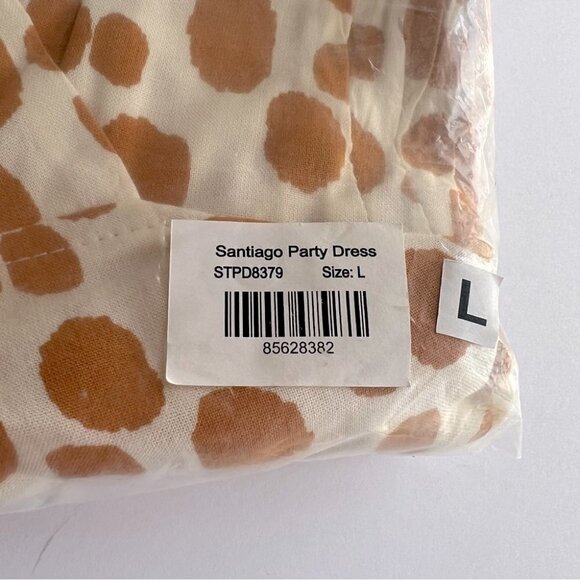 Santiago Party Dress
STPD8379 Size: L
85628382
L